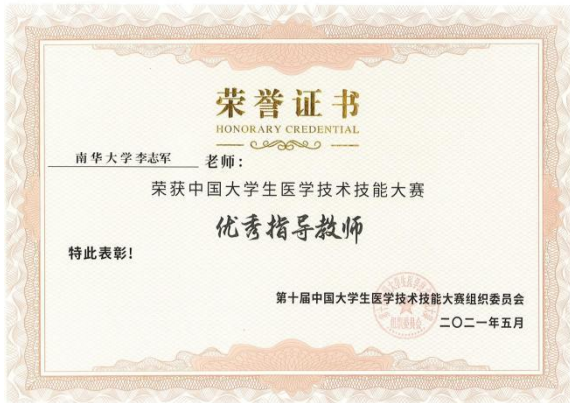 荣誉证书
HONORARY CREDENTIAL
南华大学李志军 老师：
荣获中国大学生医学技术技能大赛
优秀指导教师
特此表彰！
第十届中国大学生医学技术技能大赛组织委员会
二〇二一年五月